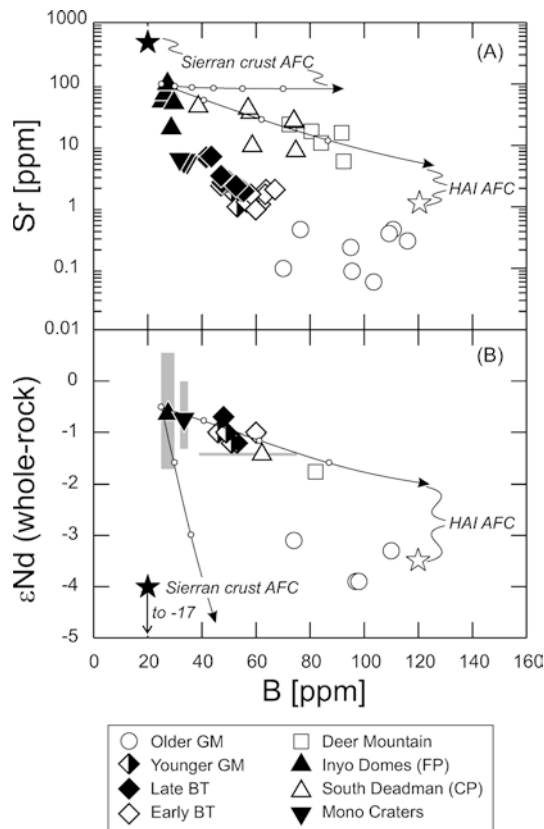 1000
(A)
Sierran crust AFC
100
10
HAI AFC
1
0.1
0.01
Sr [ppm]
(B)
0
-1
-2
HAI AFC
-3
-4
Sierran crust AFC
to -17
-5
εNd (whole-rock)
0 20 40 60 80 100 120 140 160
B [ppm]
Older GM
Younger GM
Late BT
Early BT
Deer Mountain
Inyo Domes (FP)
South Deadman (CP)
Mono Craters